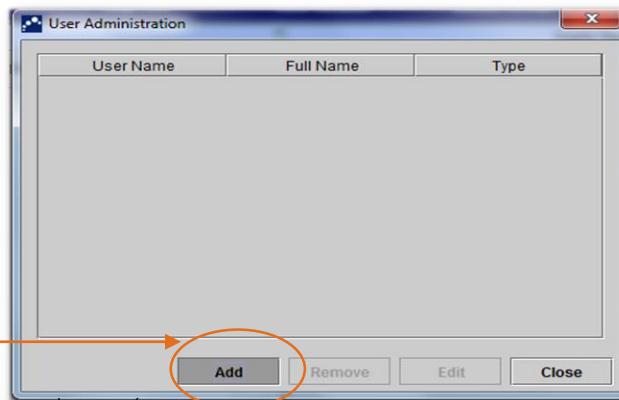 User Administration
User Name Full Name Type
Add Remove Edit Close